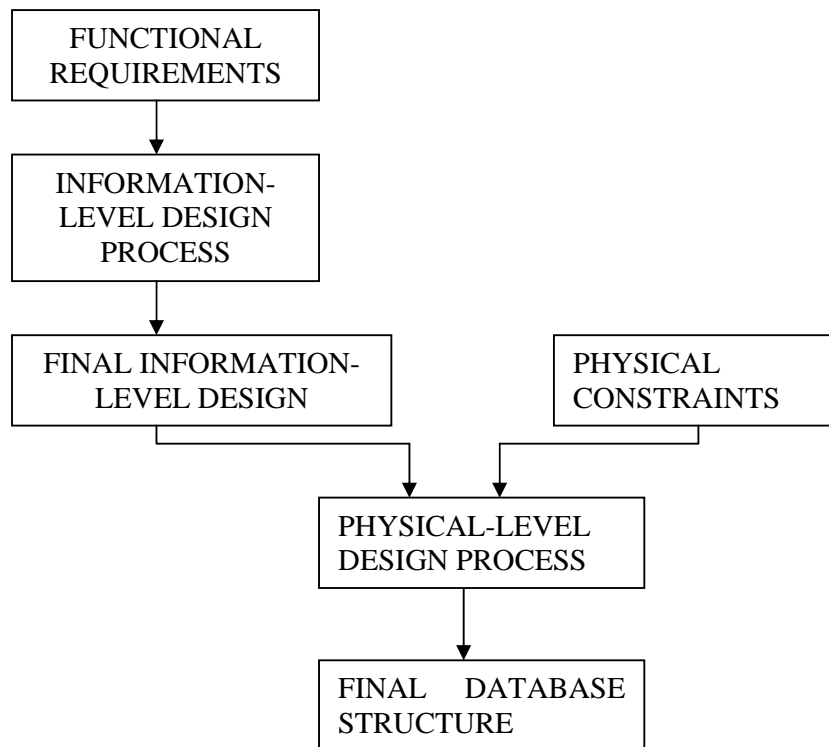 FUNCTIONAL
REQUIREMENTS
INFORMATION-
LEVEL DESIGN
PROCESS
FINAL INFORMATION-
LEVEL DESIGN
PHYSICAL
CONSTRAINTS
PHYSICAL-LEVEL
DESIGN PROCESS
FINAL DATABASE
STRUCTURE